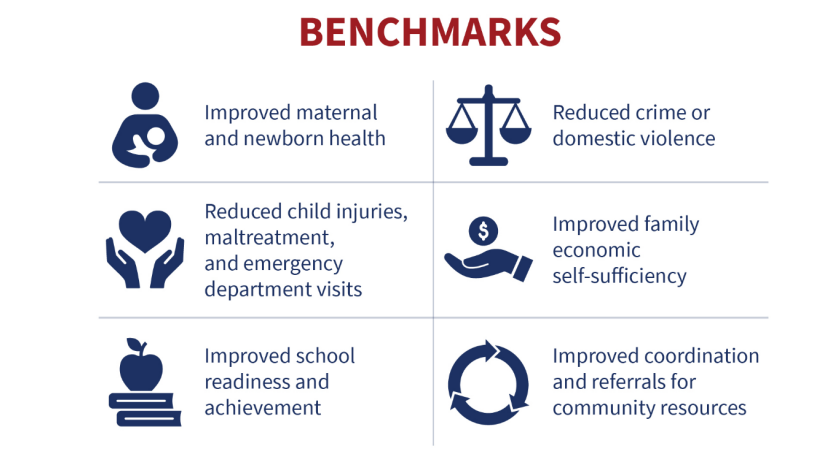 BENCHMARKS
Improved maternal
and newborn health
Reduced crime or
domestic violence
Reduced child injuries,
maltreatment,
and emergency
department visits
$
Improved family
economic
self-sufficiency
Improved school
readiness and
achievement
Improved coordination
and referrals for
community resources